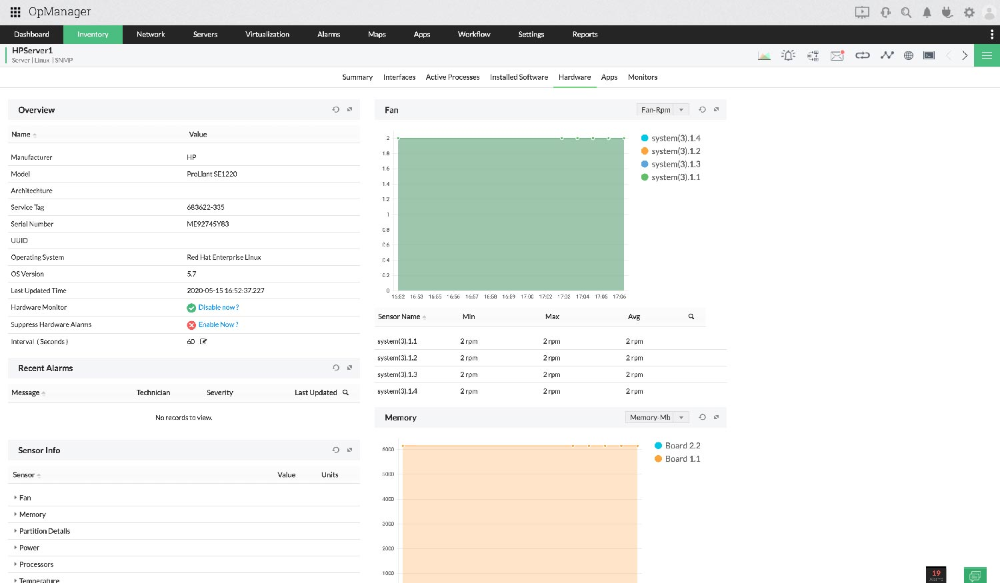 OpManager
Dashboard Inventory Network Servers Virtualization Alarms Maps Apps Workflow Settings Reports
HPServer1
Server | Linux | SNMP
Summary Interfaces Active Processes Installed Software Hardware Apps Monitors
Overview
Name Value
Manufacturer HP
Model ProLiant SE1220
Architechture
Service Tag 683622-335
Serial Number ME92745Y83
UUID
Operating System Red Hat Enterprise Linux
OS Version 5.7
Last Updated Time 2020-05-15 16:52:37.227
Hardware Monitor Disable now ?
Suppress Hardware Alarms Enable Now ?
Interval ( Seconds ) 60
Recent Alarms
Message Technician Severity Last Updated
No records to view.
Sensor Info
Sensor Value Units
Fan
Memory
Partition Details
Power
Processors
Temperature
Fan Fan-Rpm
2
1.8
1.6
1.4
1.2
1
0.8
0.6
0.4
0.2
0
16:52 16:53 16:55 16:56 16:57 16:58 16:59 17:00 17:02 17:03 17:04 17:05 17:06
system(3).1.4
system(3).1.2
system(3).1.3
system(3).1.1
Sensor Name Min Max Avg
system(3).1.1 2 rpm 2 rpm 2 rpm
system(3).1.2 2 rpm 2 rpm 2 rpm
system(3).1.3 2 rpm 2 rpm 2 rpm
system(3).1.4 2 rpm 2 rpm 2 rpm
Memory Memory-Mb
6000
5000
4000
3000
2000
1000
Board 2.2
Board 1.1
19
Alarms